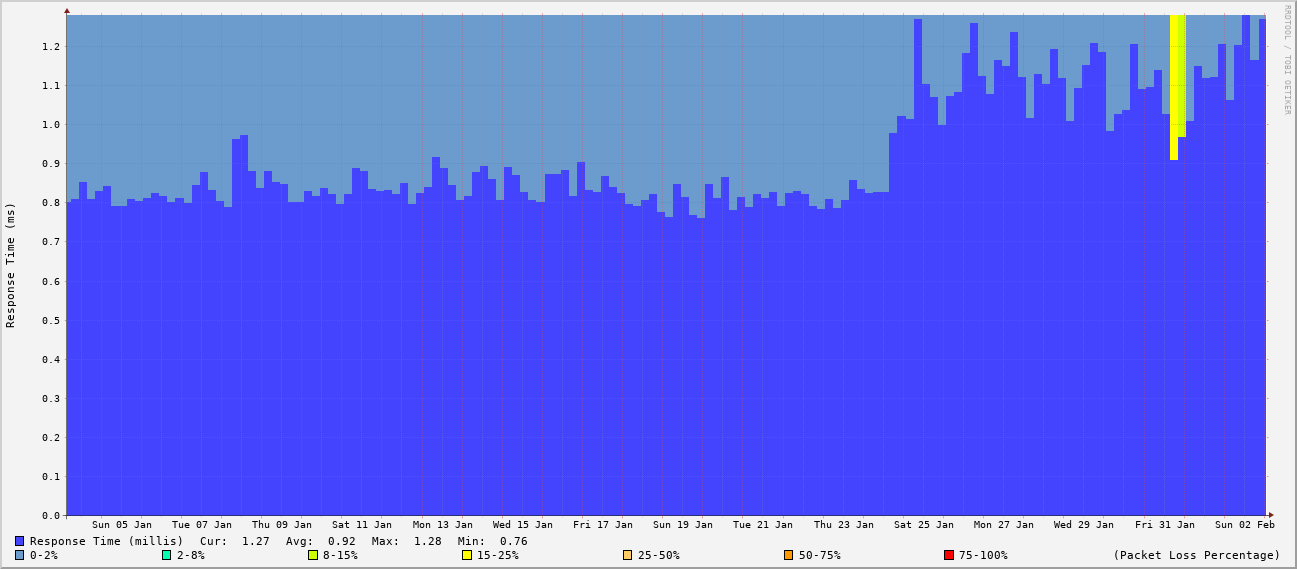 RRDTOOL / TOBI OETIKER
Response Time (ms)
1.2
1.1
1.0
0.9
0.8
0.7
0.6
0.5
0.4
0.3
0.2
0.1
0.0
Sun 05 Jan Tue 07 Jan Thu 09 Jan Sat 11 Jan Mon 13 Jan Wed 15 Jan Fri 17 Jan Sun 19 Jan Tue 21 Jan Thu 23 Jan Sat 25 Jan Mon 27 Jan Wed 29 Jan Fri 31 Jan Sun 02 Feb
Response Time (millis) Cur: 1.27 Avg: 0.92 Max: 1.28 Min: 0.76
0-2% 2-8% 8-15% 15-25% 25-50% 50-75% 75-100% (Packet Loss Percentage)